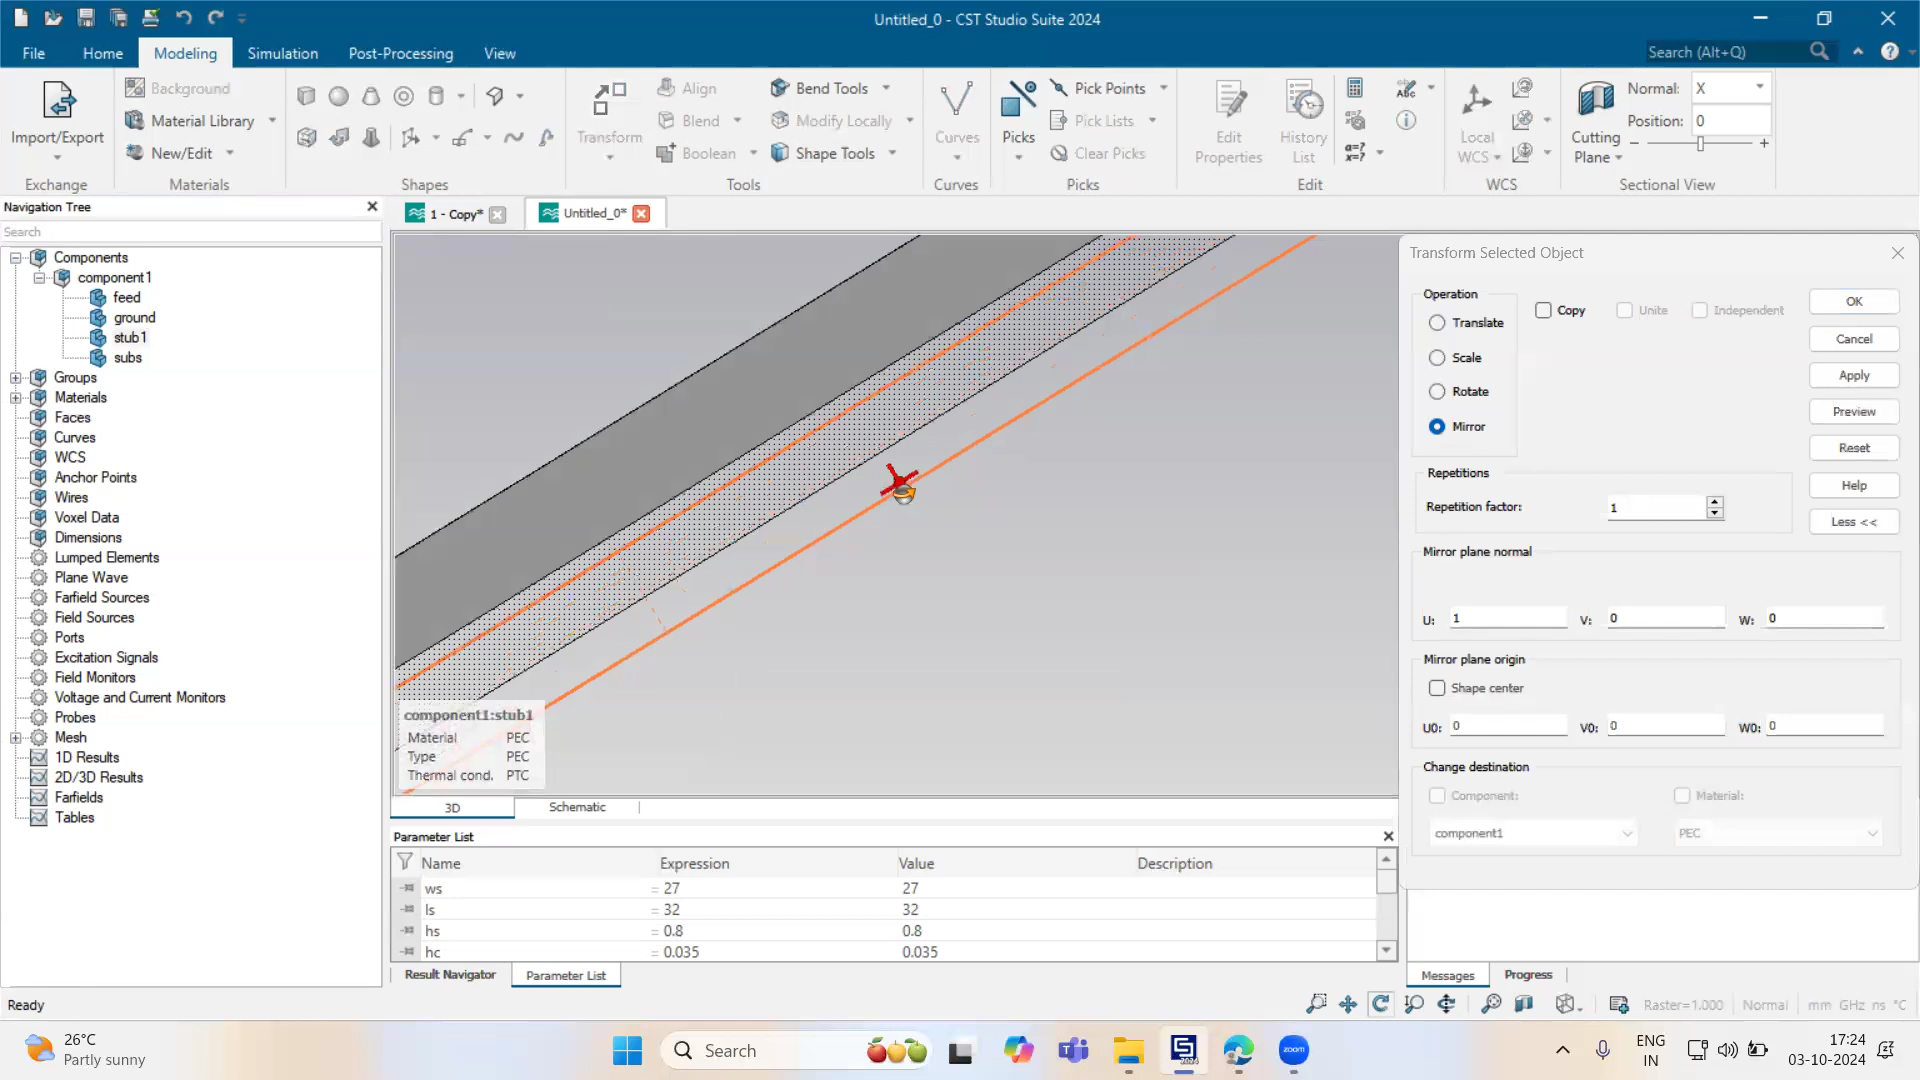 Untitled_0 - CST Studio Suite 2024
File
Home
Modeling
Simulation
Post-Processing
View
Search (Alt+Q)
Import/Export
Exchange
Background
Material Library
New/Edit
Materials
Shapes
Transform
Align
Blend
Boolean
Bend Tools
Modify Locally
Shape Tools
Tools
Curves
Curves
Picks
Pick Points
Pick Lists
Clear Picks
Picks
Edit
Properties
History
List
Edit
Local
WCS
WCS
Cutting
Plane
Normal: X
Position: 0
Sectional View
Navigation Tree
Search
Components
component1
feed
ground
stub1
subs
Groups
Materials
Faces
Curves
WCS
Anchor Points
Wires
Voxel Data
Dimensions
Lumped Elements
Plane Wave
Farfield Sources
Field Sources
Ports
Excitation Signals
Field Monitors
Voltage and Current Monitors
Probes
Mesh
1D Results
2D/3D Results
Farfields
Tables
1 - Copy*
Untitled_0*
component1:stub1
Material PEC
Type PEC
Thermal cond. PTC
3D
Schematic
Parameter List
Name Expression Value Description
ws = 27 27
ls = 32 32
hs = 0.8 0.8
hc = 0.035 0.035
Result Navigator
Parameter List
Transform Selected Object
Operation
Translate
Scale
Rotate
Mirror
Copy
Unite
Independent
OK
Cancel
Apply
Preview
Reset
Help
Less <<
Repetitions
Repetition factor: 1
Mirror plane normal
U: 1 V: 0 W: 0
Mirror plane origin
Shape center
U0: 0 V0: 0 W0: 0
Change destination
Component:
Material:
component1
PEC
Messages
Progress
Ready
Raster=1.000 Normal mm GHz ns °C
26°C
Partly sunny
Search
zoom
ENG
IN
17:24
03-10-2024